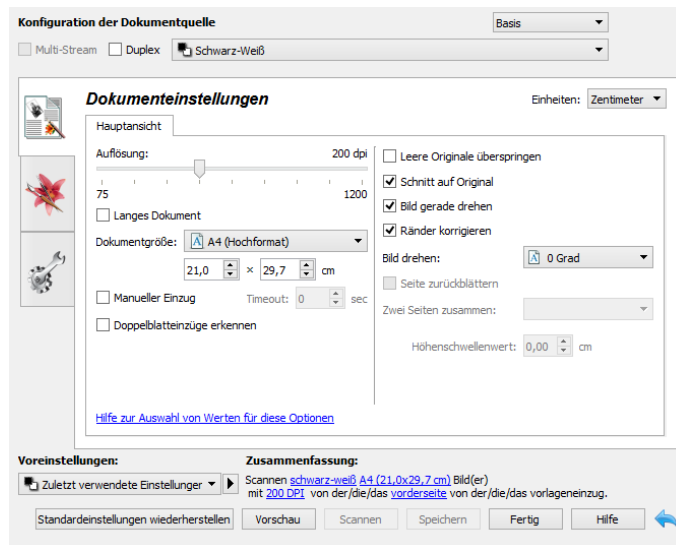 Konfiguration der Dokumentquelle
Basis
Multi-Stream
Duplex
Schwarz-Weiß
Dokumenteinstellungen
Einheiten: Zentimeter
Hauptansicht
Auflösung: 200 dpi
75 1200
Langes Dokument
Dokumentgröße: A4 (Hochformat)
21,0 × 29,7 cm
Manueller Einzug Timeout: 0 sec
Doppelblatteinzüge erkennen
Leere Originale überspringen
Schnitt auf Original
Bild gerade drehen
Ränder korrigieren
Bild drehen: 0 Grad
Seite zurückblättern
Zwei Seiten zusammen:
Höhenschwellenwert: 0,00 cm
Hilfe zur Auswahl von Werten für diese Optionen
Voreinstellungen:
Zuletzt verwendete Einstellunger
Zusammenfassung:
Scannen schwarz-weiß A4 (21,0x29,7 cm) Bild(er)
mit 200 DPI von der/die/das vorderseite von der/die/das vorlageneinzug.
Standardeinstellungen wiederherstellen Vorschau Scannen Speichern Fertig Hilfe